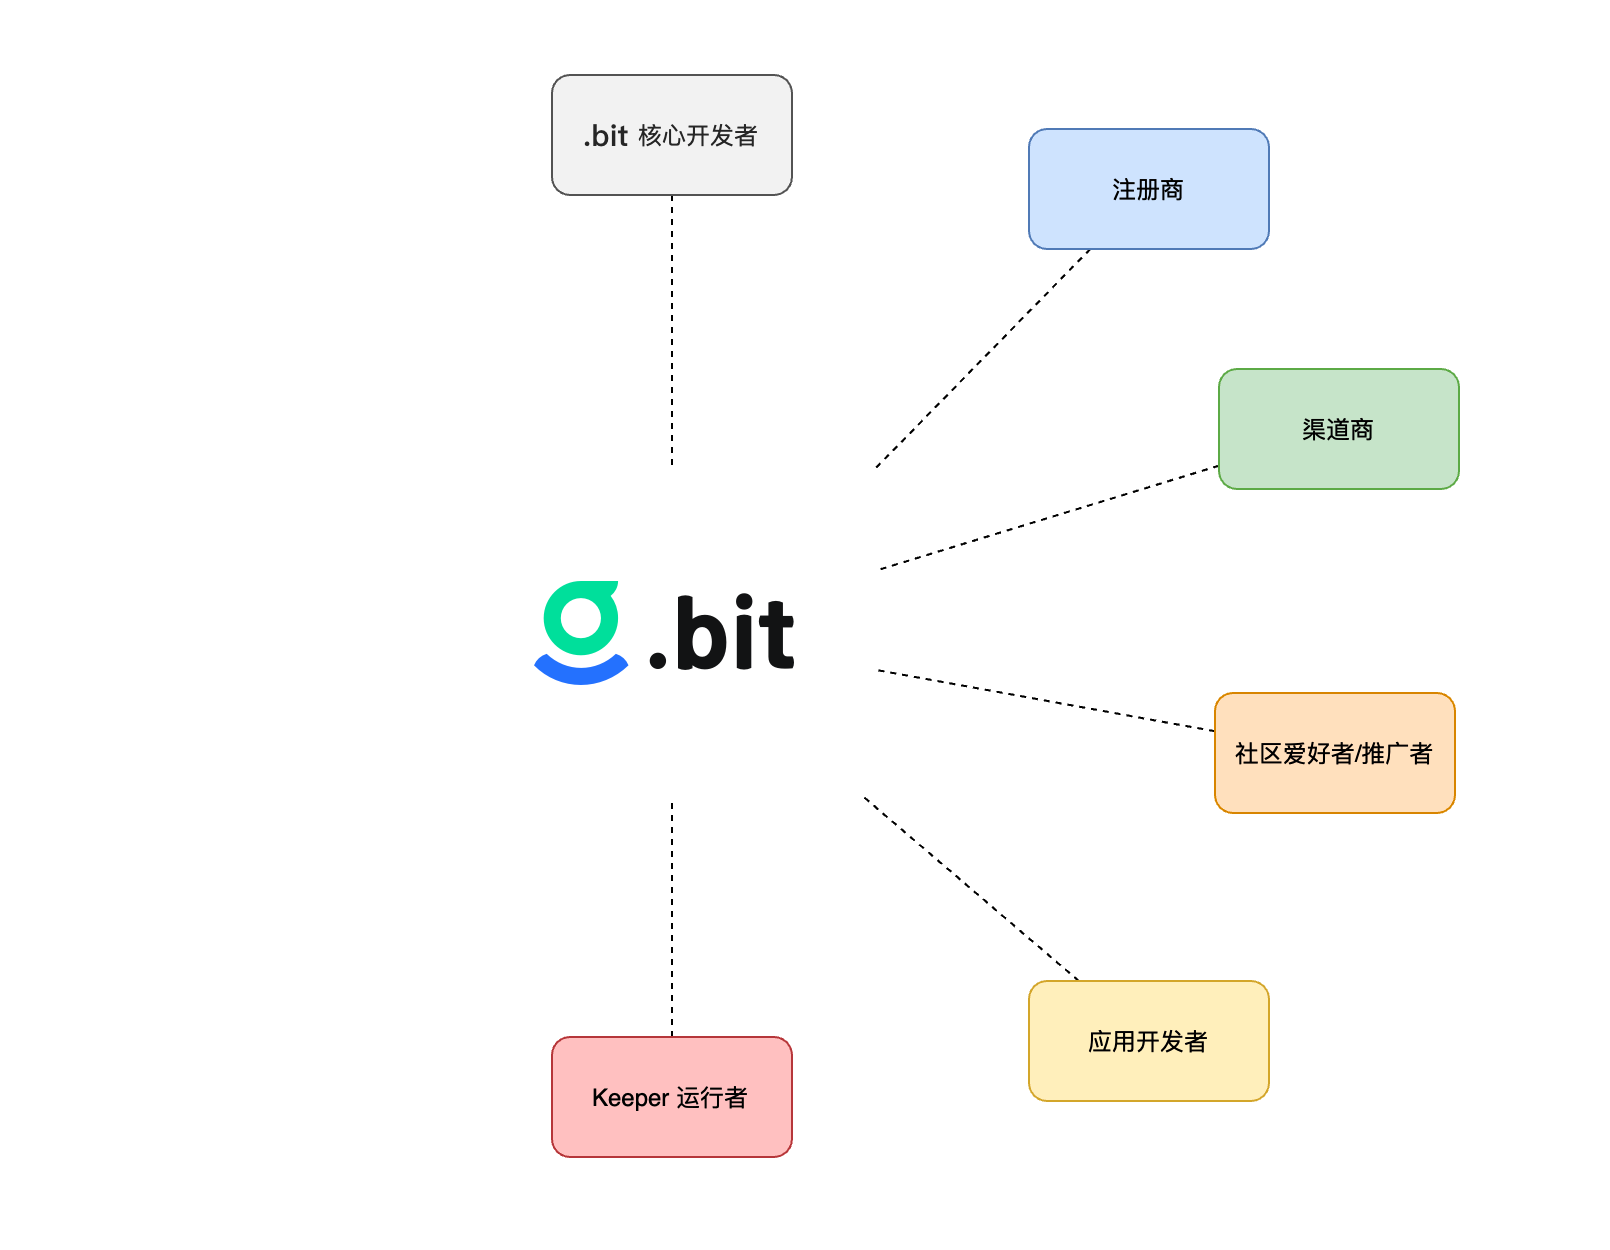 .bit 核心开发者
注册商
渠道商
.bit
社区爱好者/推广者
应用开发者
Keeper 运行者